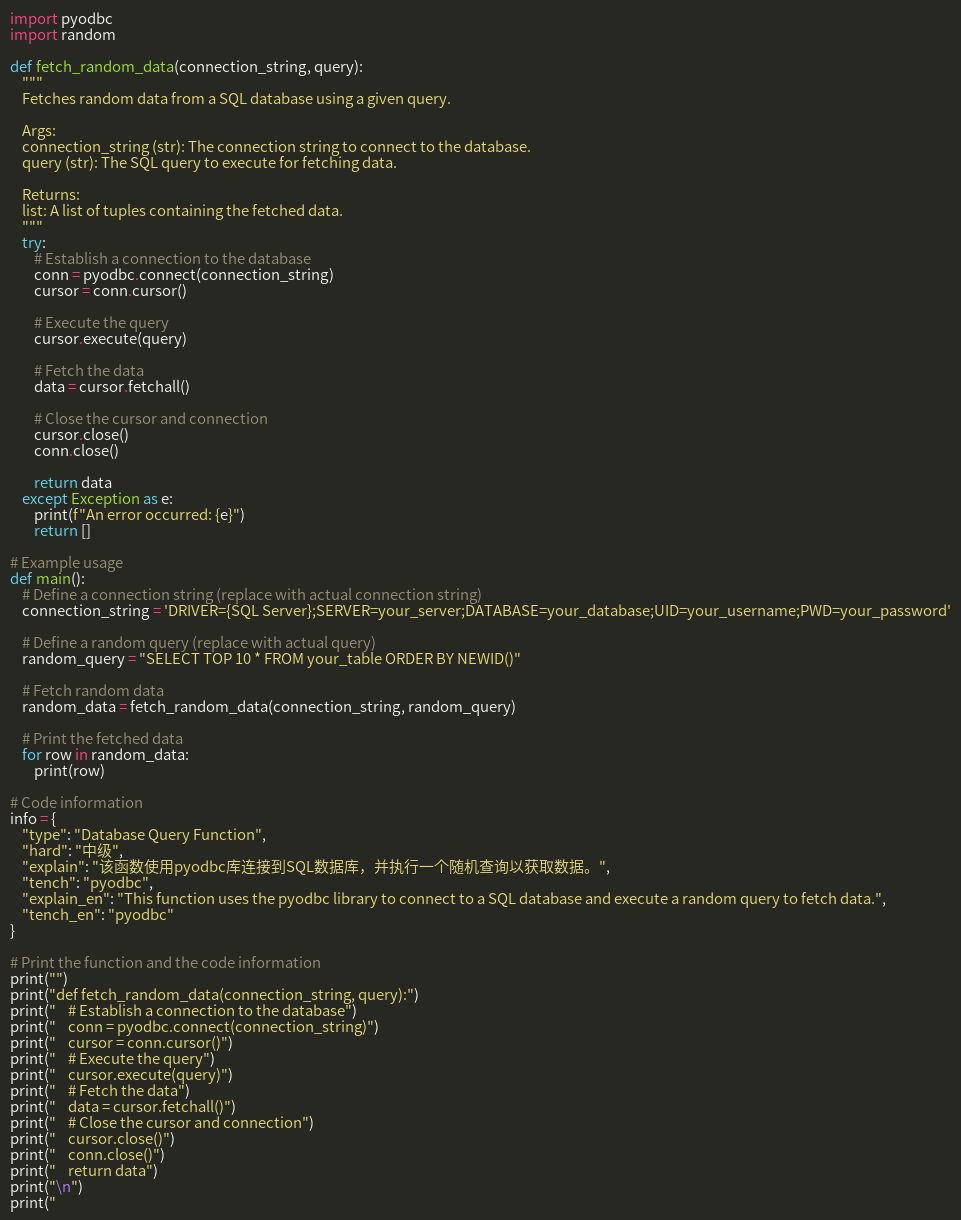 import pyodbc
import random

def fetch_random_data(connection_string, query):
    """
    Fetches random data from a SQL database using a given query.

    Args:
    connection_string (str): The connection string to connect to the database.
    query (str): The SQL query to execute for fetching data.

    Returns:
    list: A list of tuples containing the fetched data.
    """
    try:
        # Establish a connection to the database
        conn = pyodbc.connect(connection_string)
        cursor = conn.cursor()

        # Execute the query
        cursor.execute(query)

        # Fetch the data
        data = cursor.fetchall()

        # Close the cursor and connection
        cursor.close()
        conn.close()

        return data
    except Exception as e:
        print(f"An error occurred: {e}")
        return []

# Example usage
def main():
    # Define a connection string (replace with actual connection string)
    connection_string = 'DRIVER={SQL Server};SERVER=your_server;DATABASE=your_database;UID=your_username;PWD=your_password'

    # Define a random query (replace with actual query)
    random_query = "SELECT TOP 10 * FROM your_table ORDER BY NEWID()"

    # Fetch random data
    random_data = fetch_random_data(connection_string, random_query)

    # Print the fetched data
    for row in random_data:
        print(row)

# Code information
info = {
    "type": "Database Query Function",
    "hard": "中级",
    "explain": "该函数使用pyodbc库连接到SQL数据库，并执行一个随机查询以获取数据。",
    "tench": "pyodbc",
    "explain_en": "This function uses the pyodbc library to connect to a SQL database and execute a random query to fetch data.",
    "tench_en": "pyodbc"
}

# Print the function and the code information
print("")
print("def fetch_random_data(connection_string, query):")
print("    # Establish a connection to the database")
print("    conn = pyodbc.connect(connection_string)")
print("    cursor = conn.cursor()")
print("    # Execute the query")
print("    cursor.execute(query)")
print("    # Fetch the data")
print("    data = cursor.fetchall()")
print("    # Close the cursor and connection")
print("    cursor.close()")
print("    conn.close()")
print("    return data")
print("\n")
print("